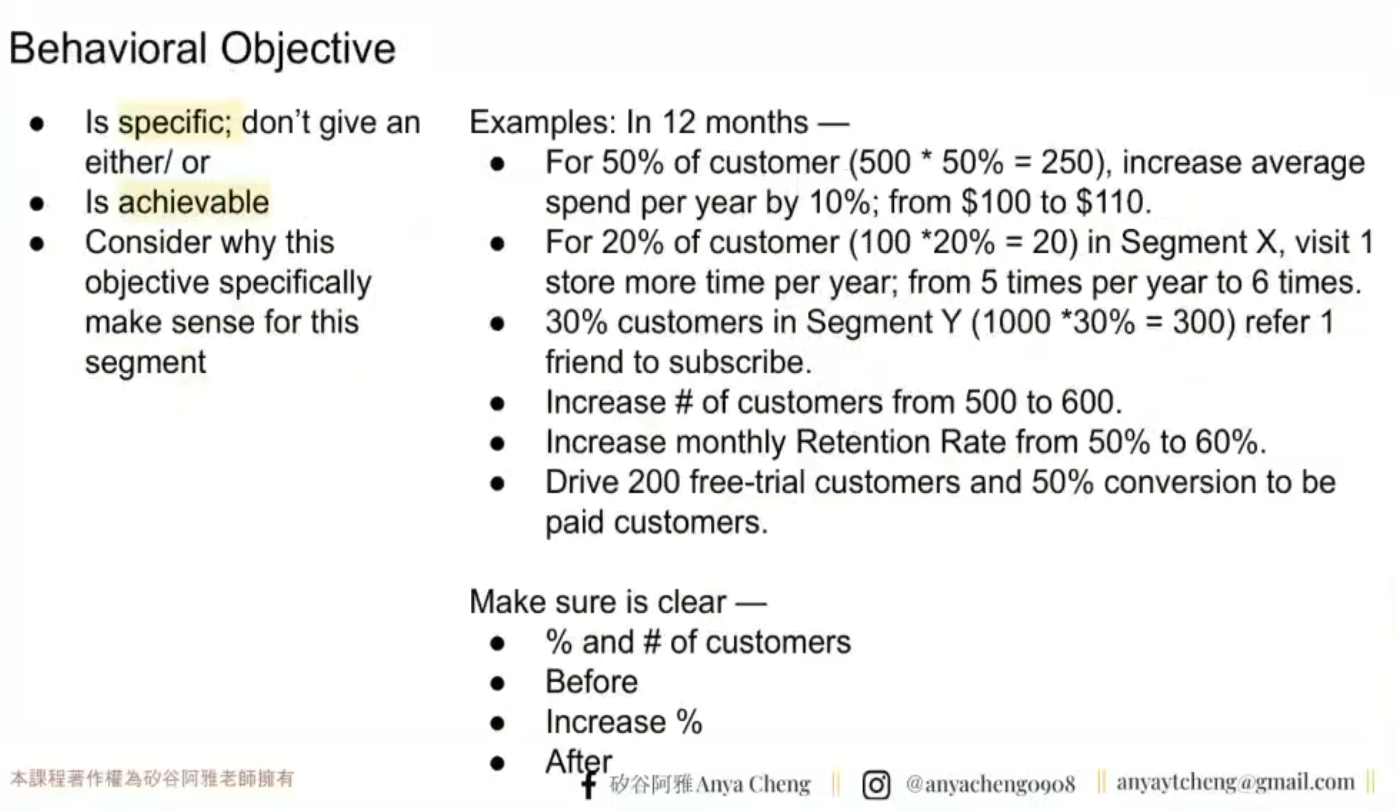 Behavioral Objective
● Is specific; don't give an
either/ or
● Is achievable
● Consider why this
objective specifically
make sense for this
segment
Examples: In 12 months —
● For 50% of customer (500 * 50% = 250), increase average
spend per year by 10%; from $100 to $110.
● For 20% of customer (100 *20% = 20) in Segment X, visit 1
store more time per year; from 5 times per year to 6 times.
● 30% customers in Segment Y (1000 *30% = 300) refer 1
friend to subscribe.
● Increase # of customers from 500 to 600.
● Increase monthly Retention Rate from 50% to 60%.
● Drive 200 free-trial customers and 50% conversion to be
paid customers.
Make sure is clear —
● % and # of customers
● Before
● Increase %
● After
本課程著作權為矽谷阿雅老師擁有
矽谷阿雅Anya Cheng || @anyacheng0908 || anyaytcheng@gmail.com ||